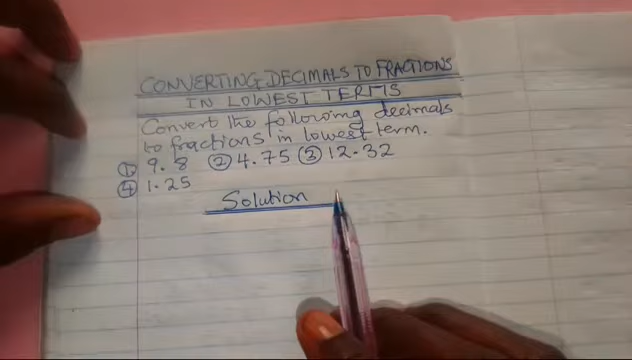 CONVERTING DECIMALS TO FRACTIONS
IN LOWEST TERMS
Convert the following decimals
to fractions in lowest term.
① 9.8 ② 4.75 ③ 12.32
④ 1.25
Solution